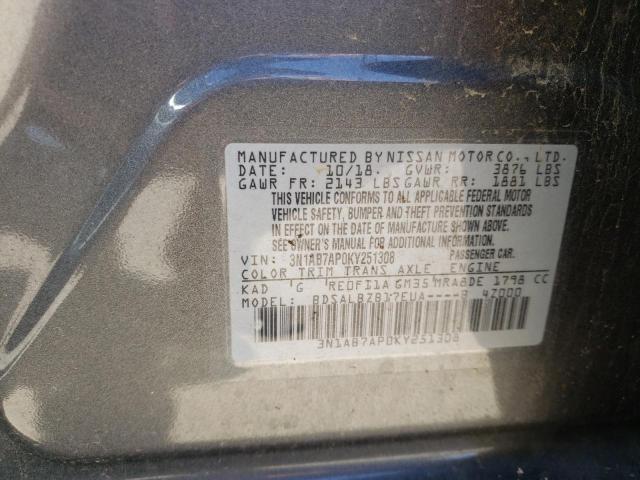 MANUFACTURED BY NISSAN MOTOR CO., LTD.
DATE: 10/18. GVWR: 3876 LBS
GAWR FR: 2143 LBS GAWR RR: 1881 LBS
THIS VEHICLE CONFORMS TO ALL APPLICABLE FEDERAL MOTOR
VEHICLE SAFETY, BUMPER AND THEFT PREVENTION STANDARDS
IN EFFECT ON THE DATE OF MANUFACTURE SHOWN ABOVE.
SEE OWNER'S MANUAL FOR ADDITIONAL INFORMATION.
VIN: 3N1AB7AP0KY251308 PASSENGER CAR.
COLOR TRIM TRANS AXLE ENGINE
KAD G RE0F11A GM35 MRA8DE 1798 CC
MODEL: BDSALBZB17EUA----B 4Z000
3N1AB7AP0KY251308